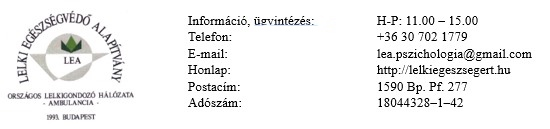 LELKI EGÉSZSÉGVÉDŐ ALAPÍTVÁNY
LEA
ORSZÁGOS LELKIGONDOZÓ HÁLÓZATA
- AMBULANCIA -
1993. BUDAPEST
Információ, ügyintézés: H-P: 11.00 – 15.00
Telefon: +36 30 702 1779
E-mail: lea.pszichologia@gmail.com
Honlap: http://lelkiegeszsegert.hu
Postacím: 1590 Bp. Pf. 277
Adószám: 18044328–1–42